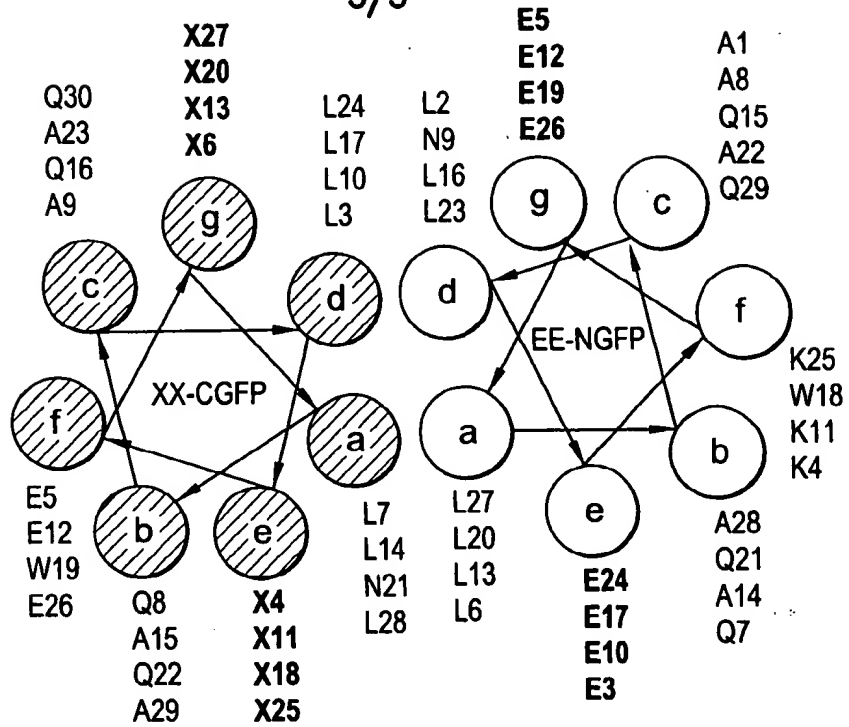 5/5
X27
X20
X13
X6
Q30
A23
Q16
A9
L24
L17
L10
L3
L2
N9
L16
L23
E5
E12
E19
E26
A1
A8
Q15
A22
Q29
g
c
d
f
XX-CGFP
a
b
e
g
c
d
f
EE-NGFP
a
b
e
E5
E12
W19
E26
Q8
A15
Q22
A29
X4
X11
X18
X25
L7
L14
N21
L28
L27
L20
L13
L6
E24
E17
E10
E3
A28
Q21
A14
Q7
K25
W18
K11
K4